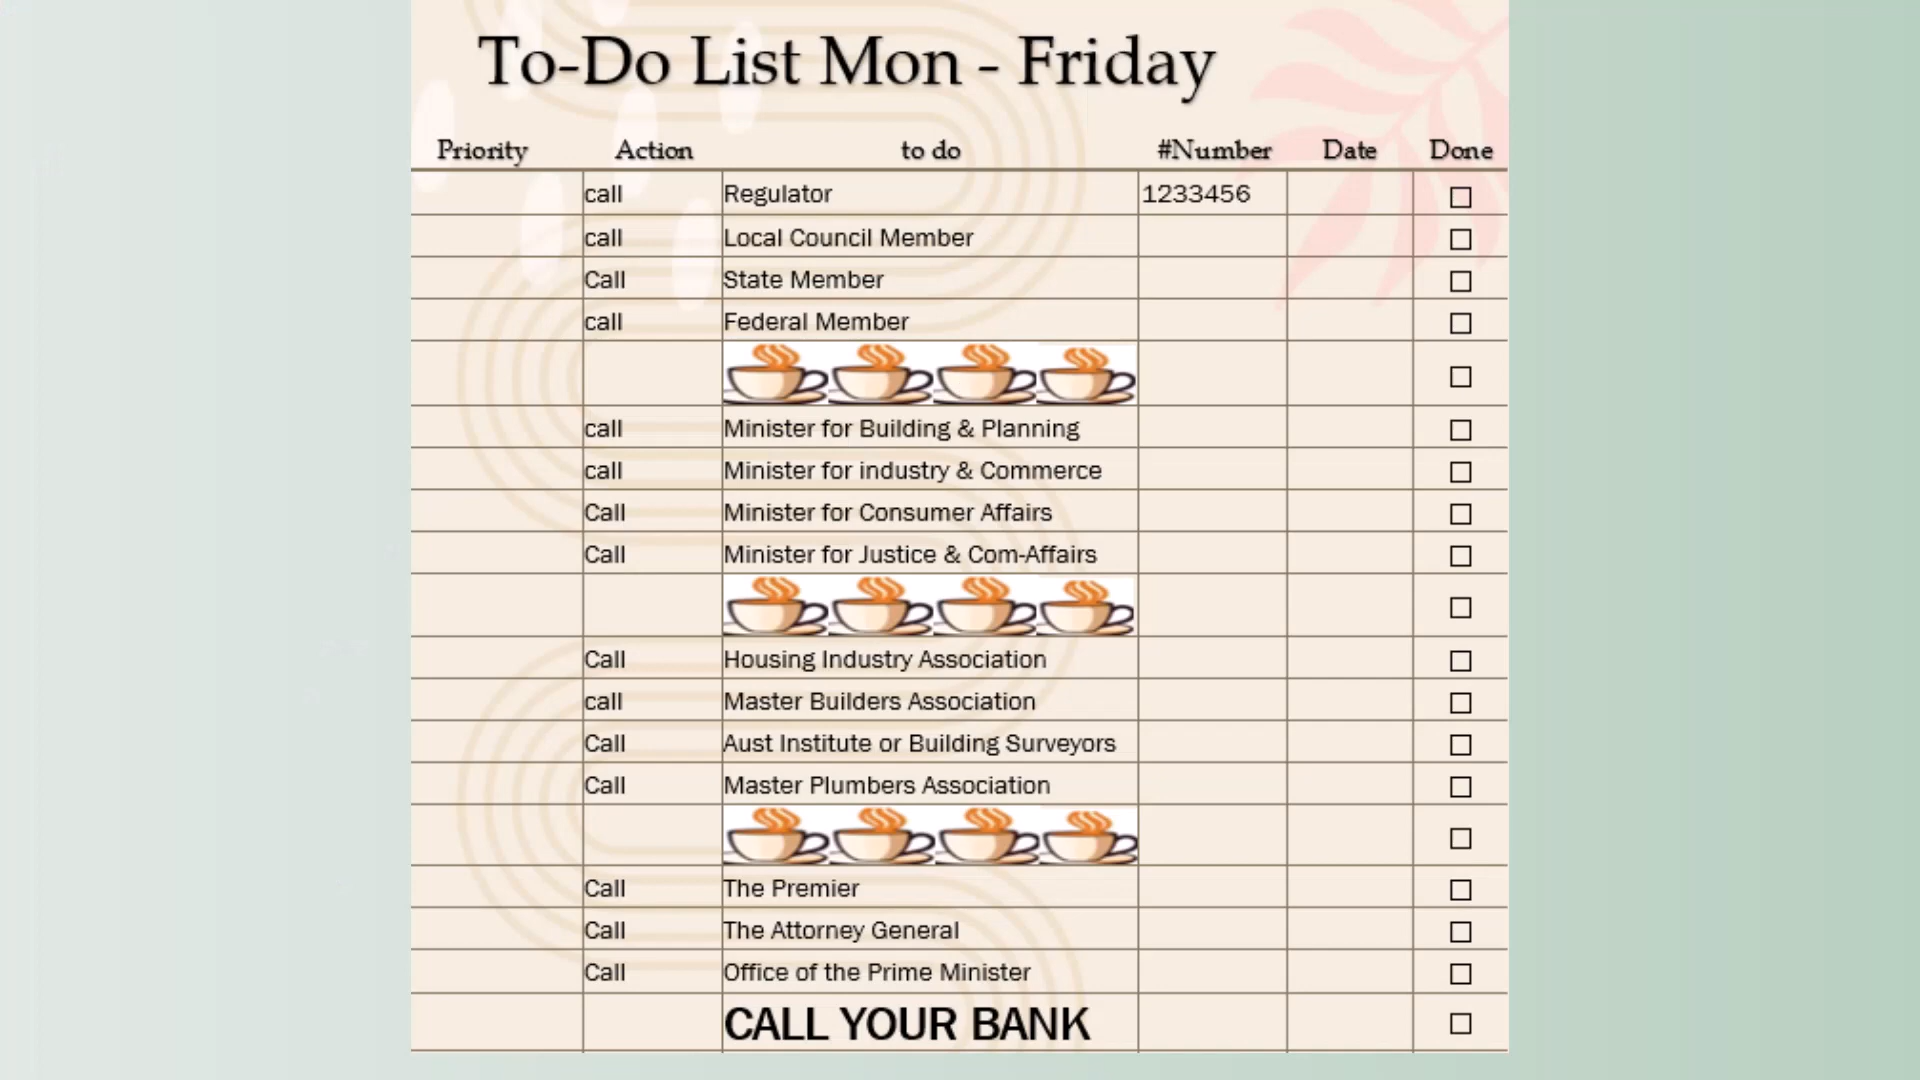 To-Do List Mon - Friday
Priority Action to do #Number Date Done
call Regulator 1233456
call Local Council Member
Call State Member
call Federal Member
call Minister for Building & Planning
call Minister for industry & Commerce
Call Minister for Consumer Affairs
Call Minister for Justice & Com-Affairs
Call Housing Industry Association
call Master Builders Association
Call Aust Institute or Building Surveyors
Call Master Plumbers Association
Call The Premier
Call The Attorney General
Call Office of the Prime Minister
CALL YOUR BANK